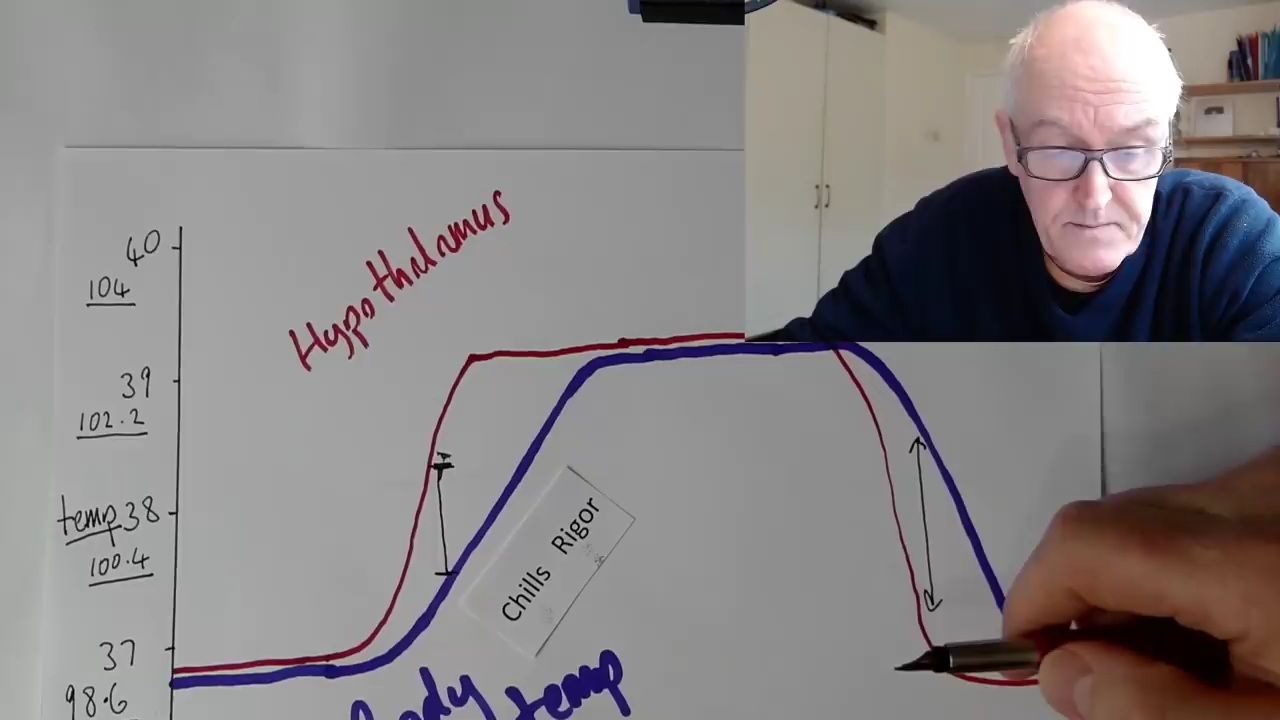 Hypothalamus
40
104
39
102.2
temp 38
100.4
Chills Rigor
37
98.6
Body temp